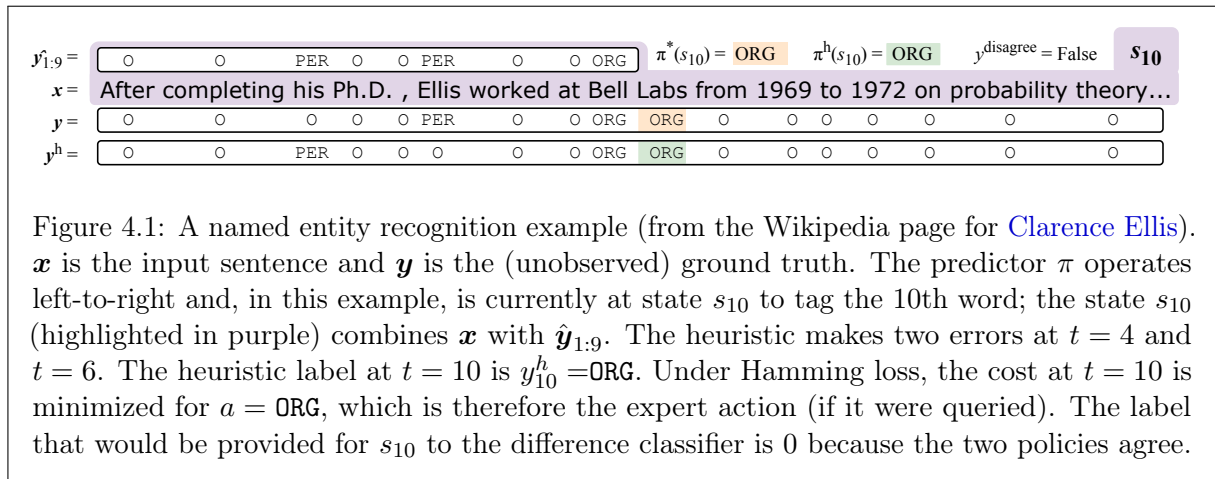 ŷ1:9 = O O PER O O PER O O ORG π*(s10) = ORG πh(s10) = ORG ydisagree = False s10
x = After completing his Ph.D. , Ellis worked at Bell Labs from 1969 to 1972 on probability theory...
y = O O O O O PER O O ORG ORG O O O O O O O
yh = O O PER O O O O O ORG ORG O O O O O O O
Figure 4.1: A named entity recognition example (from the Wikipedia page for Clarence Ellis).
x is the input sentence and y is the (unobserved) ground truth. The predictor π operates
left-to-right and, in this example, is currently at state s10 to tag the 10th word; the state s10
(highlighted in purple) combines x with ŷ1:9. The heuristic makes two errors at t = 4 and
t = 6. The heuristic label at t = 10 is yh10 =ORG. Under Hamming loss, the cost at t = 10 is
minimized for a = ORG, which is therefore the expert action (if it were queried). The label
that would be provided for s10 to the difference classifier is 0 because the two policies agree.